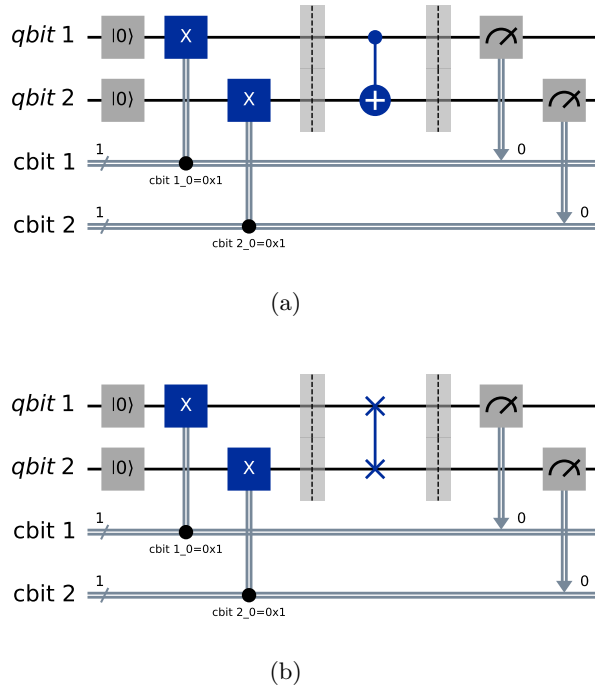 qbit 1 |0⟩ X
qbit 2 |0⟩ X
cbit 1 1 0
cbit 1_0=0x1
cbit 2 1 0
cbit 2_0=0x1
(a)
qbit 1 |0⟩ X
qbit 2 |0⟩ X
cbit 1 1 0
cbit 1_0=0x1
cbit 2 1 0
cbit 2_0=0x1
(b)